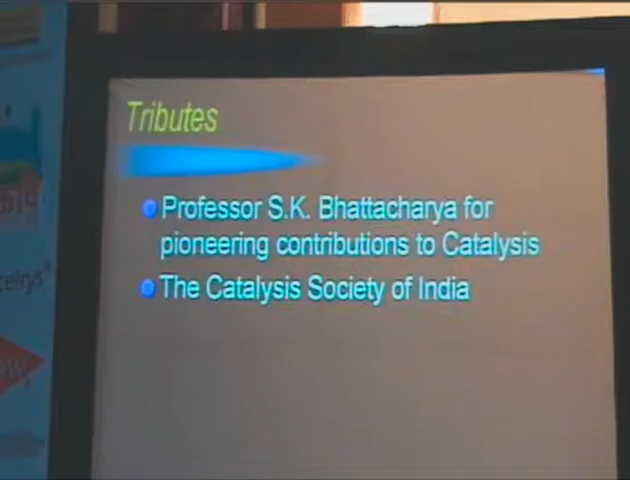 Tributes
Professor S.K. Bhattacharya for
pioneering contributions to Catalysis
The Catalysis Society of India